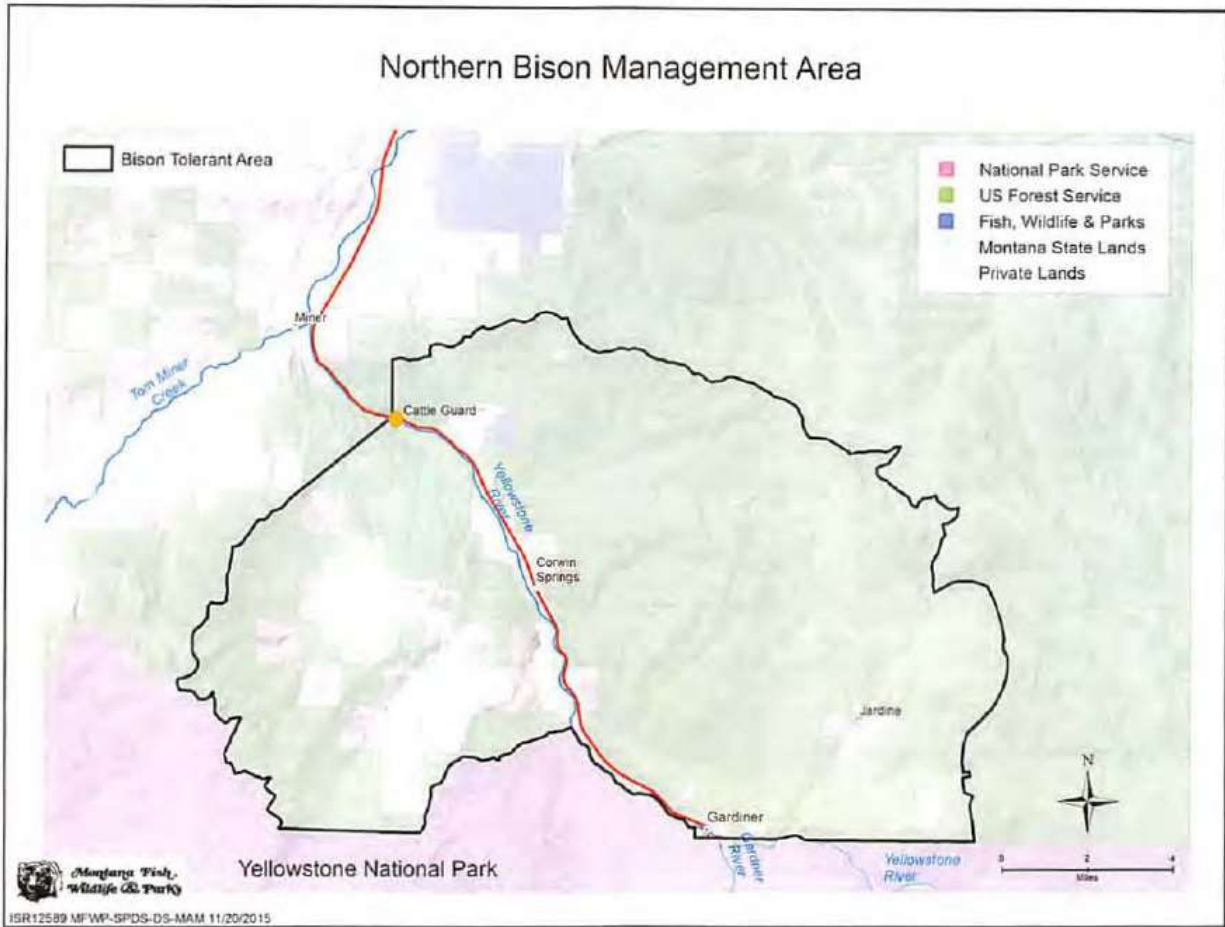 Northern Bison Management Area
Bison Tolerant Area
National Park Service
US Forest Service
Fish, Wildlife & Parks
Montana State Lands
Private Lands
Miner
Tom Miner
Creek
Cattle Guard
Yellowstone
River
Corwin
Springs
Jardine
N
Gardiner
Gardner
River
Yellowstone
River
0 2 4
Miles
Yellowstone National Park
Montana Fish,
Wildlife & Parks
ISR12589 MFWP-SPDS-DS-MAM 11/20/2015